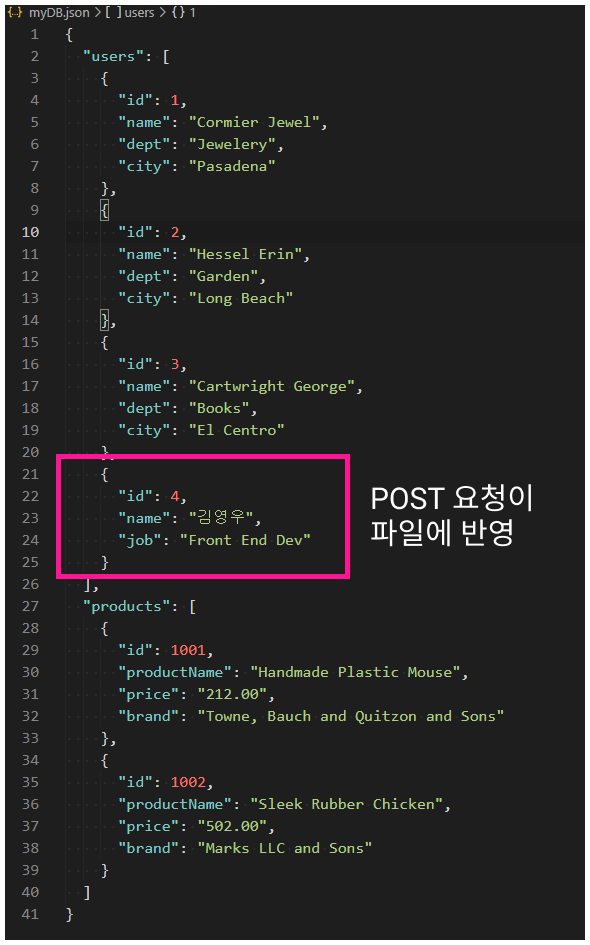 {..} myDB.json > [ ] users > {} 1
1 {
2 "users": [
3 {
4 "id": 1,
5 "name": "Cormier Jewel",
6 "dept": "Jewelery",
7 "city": "Pasadena"
8 },
9 {
10 "id": 2,
11 "name": "Hessel Erin",
12 "dept": "Garden",
13 "city": "Long Beach"
14 },
15 {
16 "id": 3,
17 "name": "Cartwright George",
18 "dept": "Books",
19 "city": "El Centro"
20 },
21 {
22 "id": 4,
23 "name": "김영우",
24 "job": "Front End Dev"
25 }
POST 요청이
파일에 반영
26 ],
27 "products": [
28 {
29 "id": 1001,
30 "productName": "Handmade Plastic Mouse",
31 "price": "212.00",
32 "brand": "Towne, Bauch and Quitzon and Sons"
33 },
34 {
35 "id": 1002,
36 "productName": "Sleek Rubber Chicken",
37 "price": "502.00",
38 "brand": "Marks LLC and Sons"
39 }
40 ]
41 }